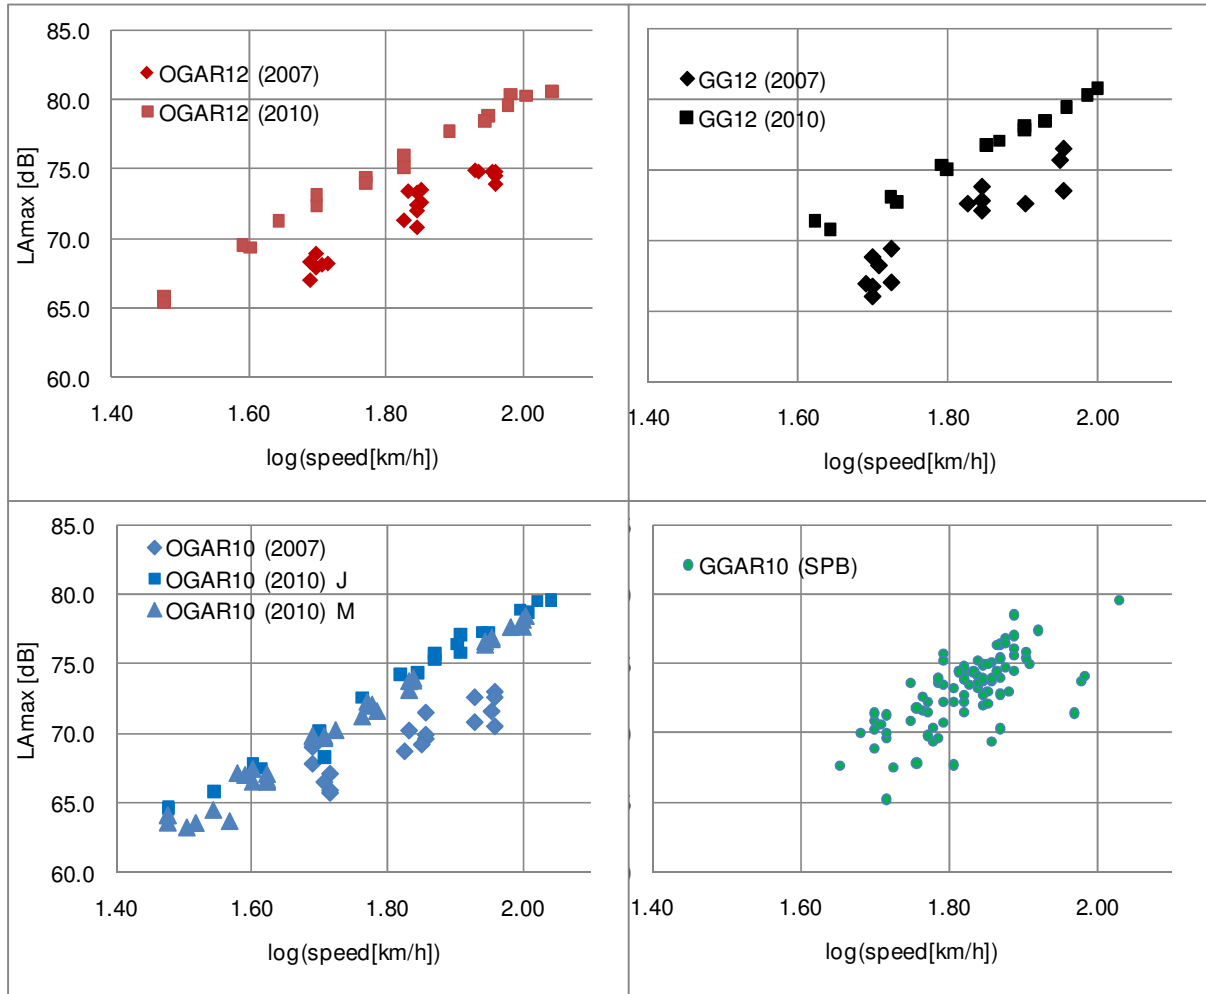 85.0
80.0
75.0
70.0
65.0
60.0
LAmax [dB]
OGAR12 (2007)
OGAR12 (2010)
1.40 1.60 1.80 2.00
log(speed[km/h])
GG12 (2007)
GG12 (2010)
1.40 1.60 1.80 2.00
log(speed[km/h])
85.0
80.0
75.0
70.0
65.0
60.0
LAmax [dB]
OGAR10 (2007)
OGAR10 (2010) J
OGAR10 (2010) M
1.40 1.60 1.80 2.00
log(speed[km/h])
GGAR10 (SPB)
1.40 1.60 1.80 2.00
log(speed[km/h])